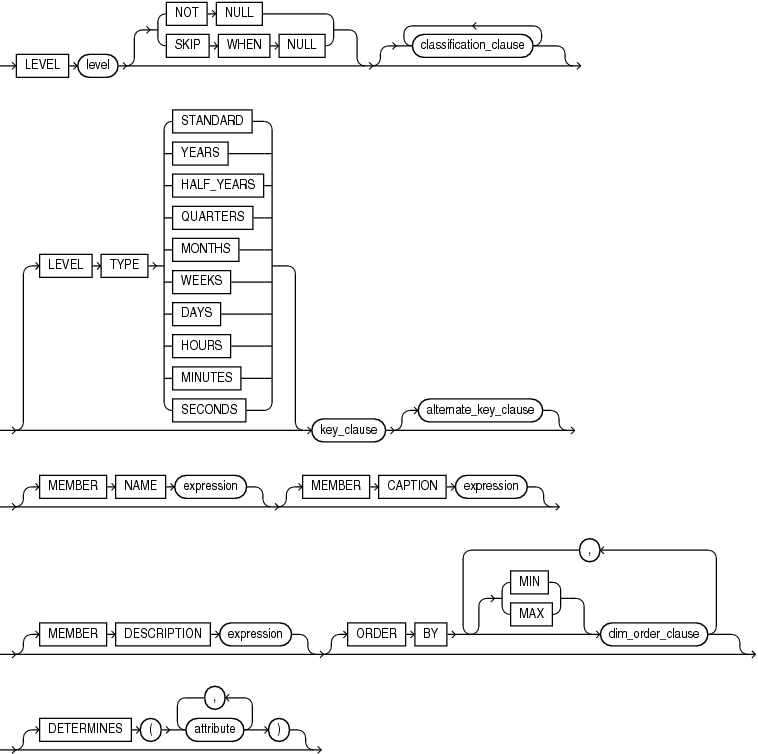 NOT NULL
SKIP WHEN NULL
classification_clause
LEVEL level
STANDARD
YEARS
HALF_YEARS
QUARTERS
MONTHS
LEVEL TYPE
WEEKS
DAYS
HOURS
MINUTES
SECONDS
alternate_key_clause
key_clause
MEMBER NAME expression MEMBER CAPTION expression
,
MIN
MAX
MEMBER DESCRIPTION expression ORDER BY dim_order_clause
,
DETERMINES ( attribute )